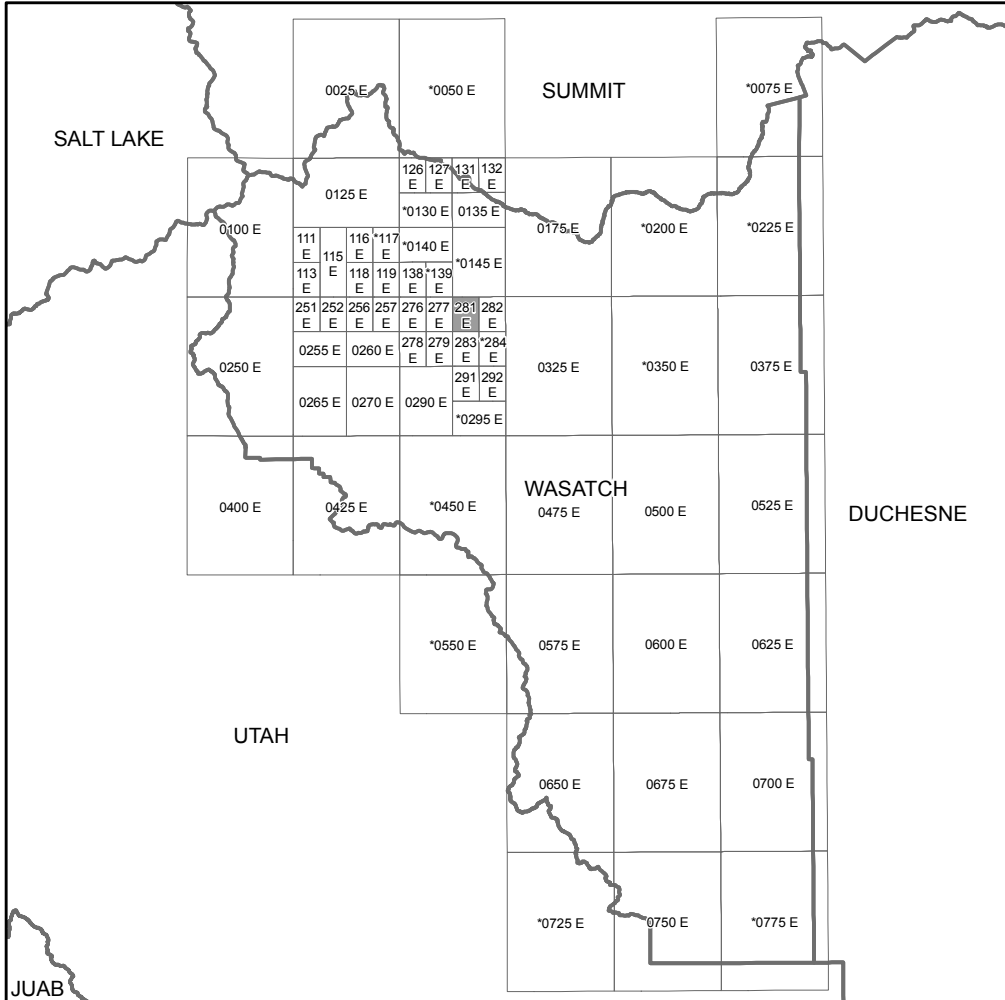 0025 E
*0050 E
SUMMIT
*0075 E
SALT LAKE
0100 E
0125 E
126
E
127
E
131
E
132
E
*0130 E
0135 E
0175 E
*0200 E
*0225 E
111
E
115
E
116
E
*117
E
*0140 E
*0145 E
113
E
118
E
119
E
138
E
*139
E
251
E
252
E
256
E
257
E
276
E
277
E
281
E
282
E
0250 E
0255 E
0260 E
278
E
279
E
283
E
*284
E
0325 E
*0350 E
0375 E
0265 E
0270 E
0290 E
291
E
292
E
*0295 E
WASATCH
0400 E
0425 E
*0450 E
0475 E
0500 E
0525 E
DUCHESNE
*0550 E
0575 E
0600 E
0625 E
UTAH
0650 E
0675 E
0700 E
*0725 E
0750 E
*0775 E
JUAB